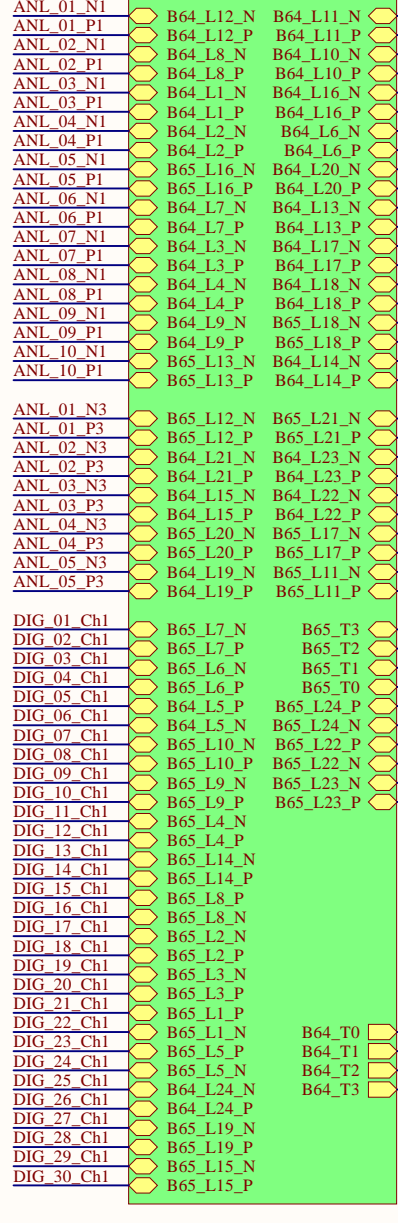 ANL_01_N1 B64_L12_N B64_L11_N
ANL_01_P1 B64_L12_P B64_L11_P
ANL_02_N1 B64_L8_N B64_L10_N
ANL_02_P1 B64_L8_P B64_L10_P
ANL_03_N1 B64_L1_N B64_L16_N
ANL_03_P1 B64_L1_P B64_L16_P
ANL_04_N1 B64_L2_N B64_L6_N
ANL_04_P1 B64_L2_P B64_L6_P
ANL_05_N1 B65_L16_N B64_L20_N
ANL_05_P1 B65_L16_P B64_L20_P
ANL_06_N1 B64_L7_N B64_L13_N
ANL_06_P1 B64_L7_P B64_L13_P
ANL_07_N1 B64_L3_N B64_L17_N
ANL_07_P1 B64_L3_P B64_L17_P
ANL_08_N1 B64_L4_N B64_L18_N
ANL_08_P1 B64_L4_P B64_L18_P
ANL_09_N1 B64_L9_N B65_L18_N
ANL_09_P1 B64_L9_P B65_L18_P
ANL_10_N1 B65_L13_N B64_L14_N
ANL_10_P1 B65_L13_P B64_L14_P
ANL_01_N3 B65_L12_N B65_L21_N
ANL_01_P3 B65_L12_P B65_L21_P
ANL_02_N3 B64_L21_N B64_L23_N
ANL_02_P3 B64_L21_P B64_L23_P
ANL_03_N3 B64_L15_N B64_L22_N
ANL_03_P3 B64_L15_P B64_L22_P
ANL_04_N3 B65_L20_N B65_L17_N
ANL_04_P3 B65_L20_P B65_L17_P
ANL_05_N3 B64_L19_N B65_L11_N
ANL_05_P3 B64_L19_P B65_L11_P
DIG_01_Ch1 B65_L7_N B65_T3
DIG_02_Ch1 B65_L7_P B65_T2
DIG_03_Ch1 B65_L6_N B65_T1
DIG_04_Ch1 B65_L6_P B65_T0
DIG_05_Ch1 B64_L5_P B65_L24_P
DIG_06_Ch1 B64_L5_N B65_L24_N
DIG_07_Ch1 B65_L10_N B65_L22_P
DIG_08_Ch1 B65_L10_P B65_L22_N
DIG_09_Ch1 B65_L9_N B65_L23_N
DIG_10_Ch1 B65_L9_P B65_L23_P
DIG_11_Ch1 B65_L4_N
DIG_12_Ch1 B65_L4_P
DIG_13_Ch1 B65_L14_N
DIG_14_Ch1 B65_L14_P
DIG_15_Ch1 B65_L8_P
DIG_16_Ch1 B65_L8_N
DIG_17_Ch1 B65_L2_N
DIG_18_Ch1 B65_L2_P
DIG_19_Ch1 B65_L3_N
DIG_20_Ch1 B65_L3_P
DIG_21_Ch1 B65_L1_P
DIG_22_Ch1 B65_L1_N B64_T0
DIG_23_Ch1 B65_L5_P B64_T1
DIG_24_Ch1 B65_L5_N B64_T2
DIG_25_Ch1 B64_L24_N B64_T3
DIG_26_Ch1 B64_L24_P
DIG_27_Ch1 B65_L19_N
DIG_28_Ch1 B65_L19_P
DIG_29_Ch1 B65_L15_N
DIG_30_Ch1 B65_L15_P